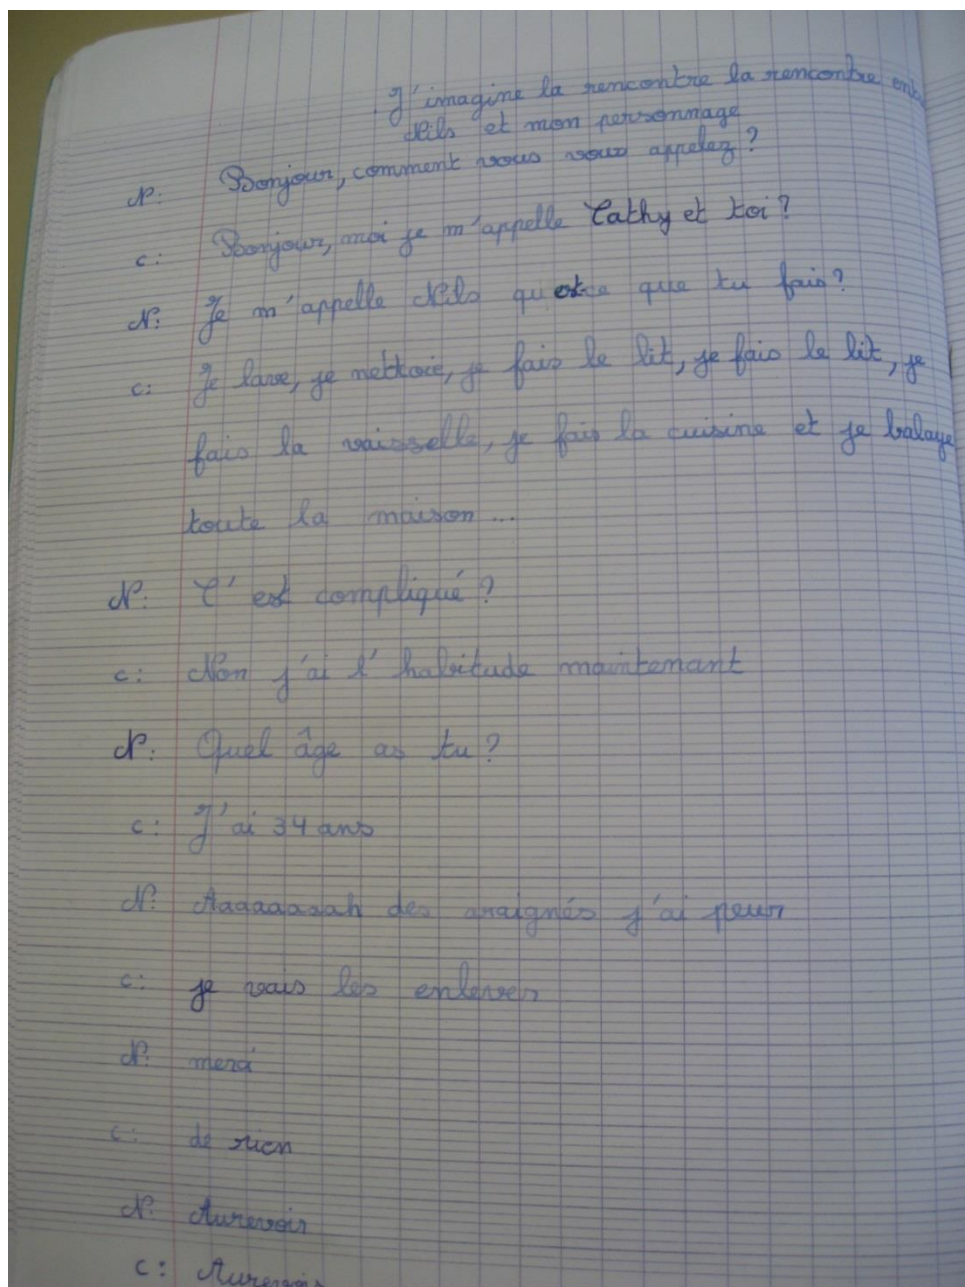 J'imagine la rencontre la rencontre ent
Nils et mon personnage
N: Bonjour, comment vous vous appelez ?
C: Bonjour, moi je m'appelle Cathy et toi ?
N: Je m'appelle Nils qu'estce que tu fais ?
C: Je lave, je nettoie, je fais le lit, je fais le lit, je
fais la vaisselle, je fais la cuisine et je balaye
toute la maison ...
N: C'est compliqué ?
C: Non j'ai l'habitude maintenant
N: Quel âge as tu ?
C: J'ai 34 ans
N: Aaaaaaaah des araignés j'ai peur
C: je vais les enlever
N: merci
C: de rien
N: Aurevoir
C: Aurevoir